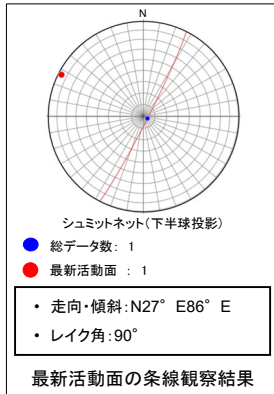 N
シュミットネット(下半球投影)
総データ数: 1
最新活動面 : 1
・ 走向・傾斜:N27° E86° E
・ レイク角:90°
最新活動面の条線観察結果